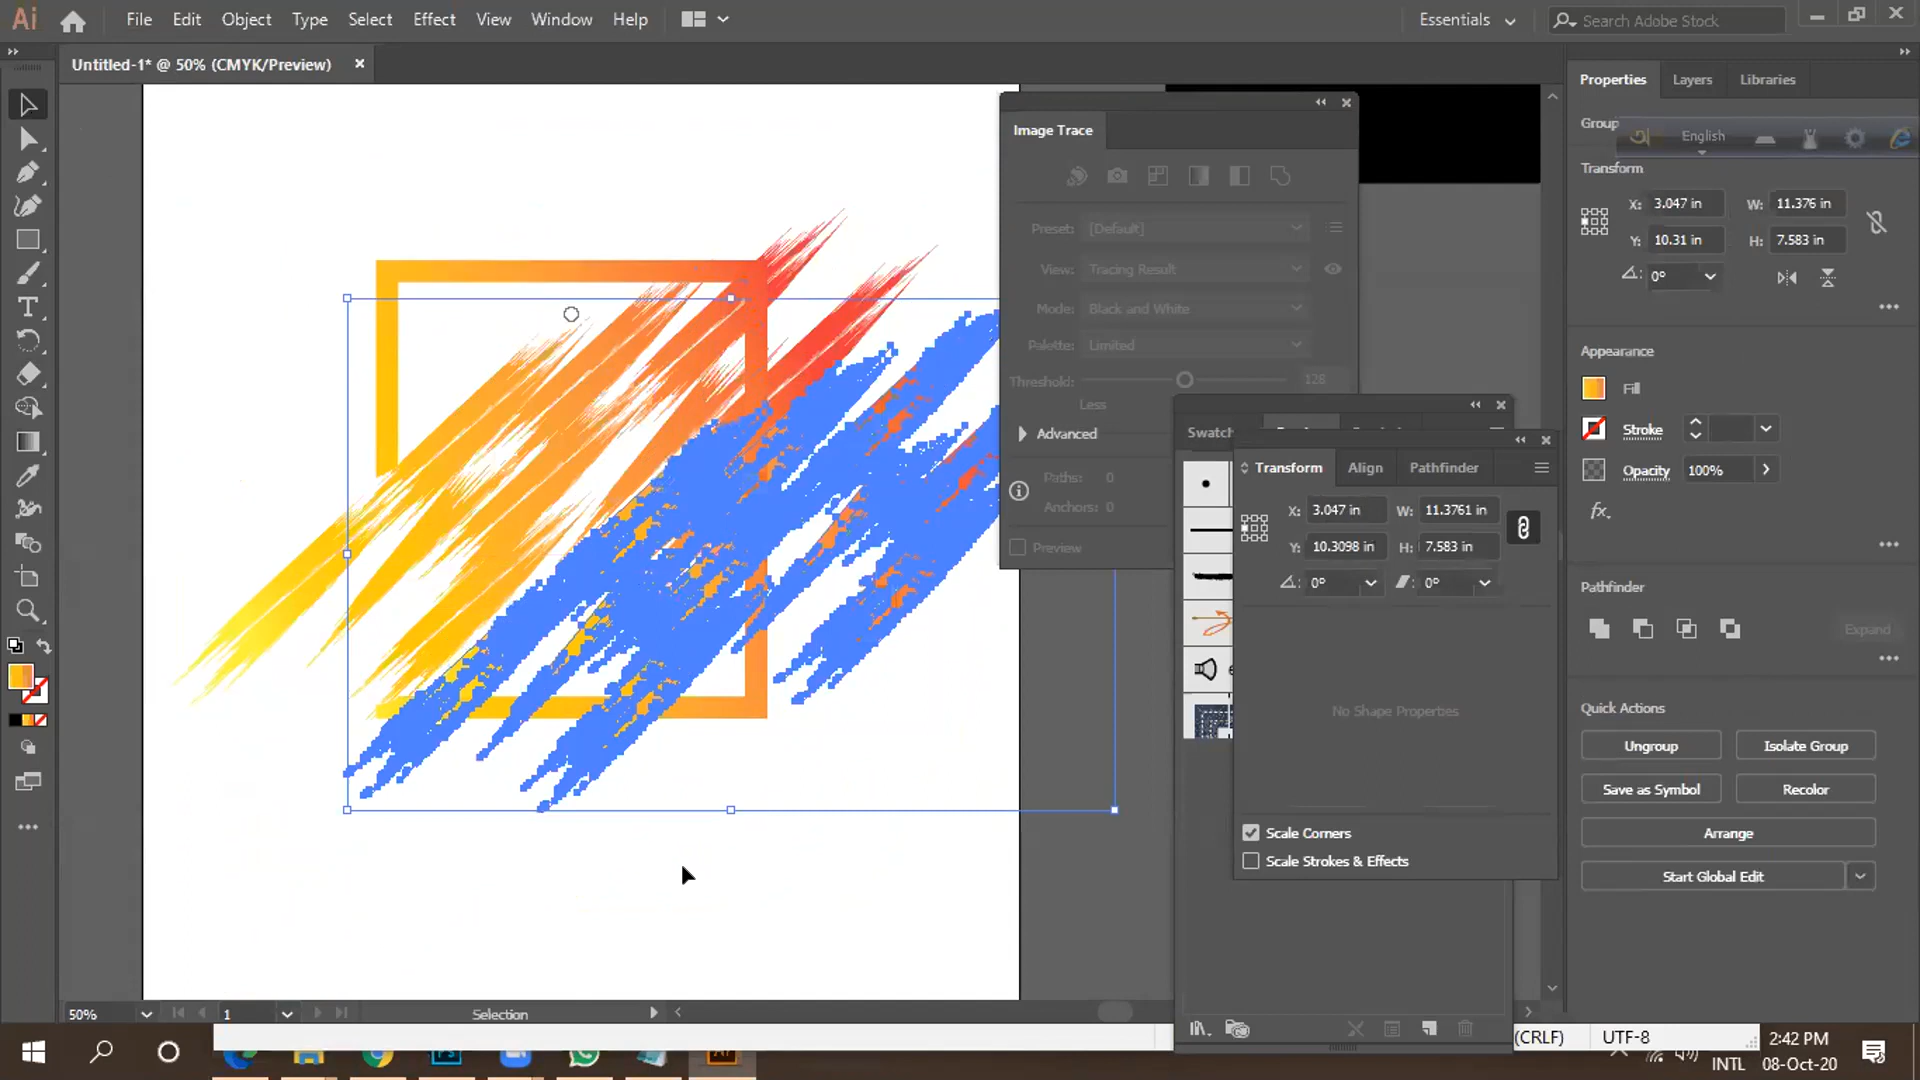 Ai File Edit Object Type Select Effect View Window Help Essentials Search Adobe Stock
Untitled-1* @ 50% (CMYK/Preview)
Properties Layers Libraries
Group
English
Transform
X: 3.047 in W: 11.376 in
Y: 10.31 in H: 7.583 in
0°
Appearance
Fill
Stroke
Opacity 100%
fx.
Pathfinder
Expand
Quick Actions
Ungroup Isolate Group
Save as Symbol Recolor
Arrange
Start Global Edit
Image Trace
Preset: [Default]
View: Tracing Result
Mode: Black and White
Palette: Limited
Threshold: 128
Less
Advanced
Paths: 0
Anchors: 0
Preview
Swatch
Transform Align Pathfinder
X: 3.047 in W: 11.3761 in
Y: 10.3098 in H: 7.583 in
0° 0°
No Shape Properties
Scale Corners
Scale Strokes & Effects
50% 1 Selection
(CRLF) UTF-8
2:42 PM
INTL 08-Oct-20